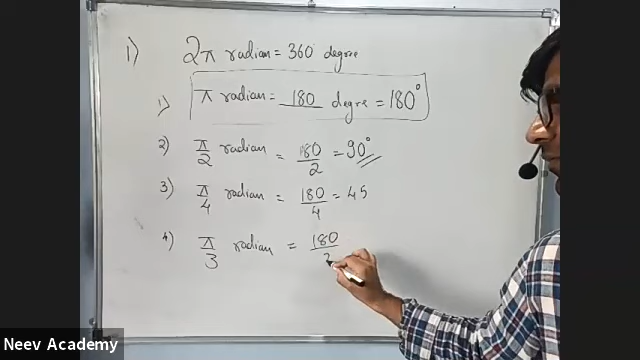 1) 2π radian = 360 degree
1) π radian = 180 degree = 180°
2) π/2 radian = 180/2 = 90°
3) π/4 radian = 180/4 = 45
4) π/3 radian = 180/3
Neev Academy